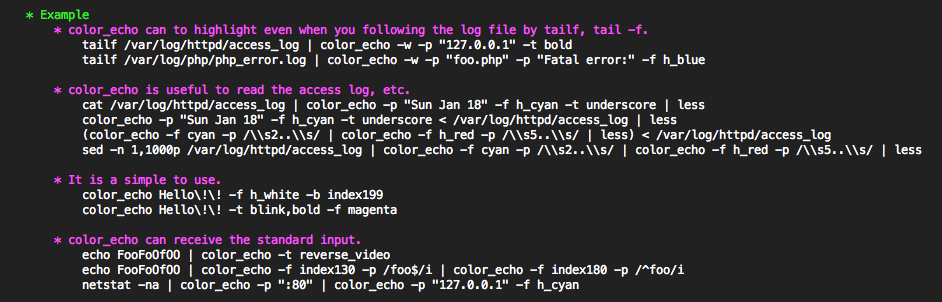 * Example
* color_echo can to highlight even when you following the log file by tailf, tail -f.
tailf /var/log/httpd/access_log | color_echo -w -p "127.0.0.1" -t bold
tailf /var/log/php/php_error.log | color_echo -w -p "foo.php" -p "Fatal error:" -f h_blue
* color_echo is useful to read the access log, etc.
cat /var/log/httpd/access_log | color_echo -p "Sun Jan 18" -f h_cyan -t underscore | less
color_echo -p "Sun Jan 18" -f h_cyan -t underscore < /var/log/httpd/access_log | less
(color_echo -f cyan -p /\\s2..\\s/ | color_echo -f h_red -p /\\s5..\\s/ | less) < /var/log/httpd/access_log
sed -n 1,1000p /var/log/httpd/access_log | color_echo -f cyan -p /\\s2..\\s/ | color_echo -f h_red -p /\\s5..\\s/ | less
* It is a simple to use.
color_echo Hello\!\! -f h_white -b index199
color_echo Hello\!\! -t blink,bold -f magenta
* color_echo can receive the standard input.
echo FooFoOfOO | color_echo -t reverse_video
echo FooFoOfOO | color_echo -f index130 -p /foo$/i | color_echo -f index180 -p /^foo/i
netstat -na | color_echo -p ":80" | color_echo -p "127.0.0.1" -f h_cyan